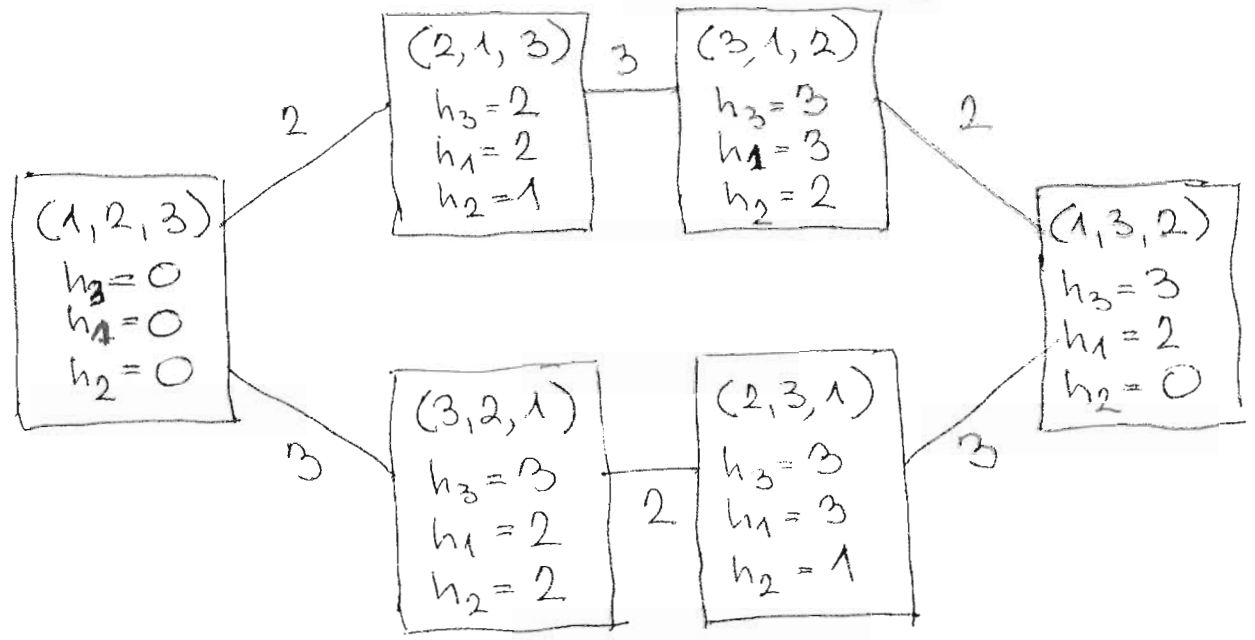 (1,2,3)
h₃=0
h₁=0
h₂=0
2
3
(2,1,3)
h₃=2
h₁=2
h₂=1
3
(3,1,2)
h₃=3
h₁=3
h₂=2
2
(3,2,1)
h₃=3
h₁=2
h₂=2
2
(2,3,1)
h₃=3
h₁=3
h₂=1
3
(1,3,2)
h₃=3
h₁=2
h₂=0